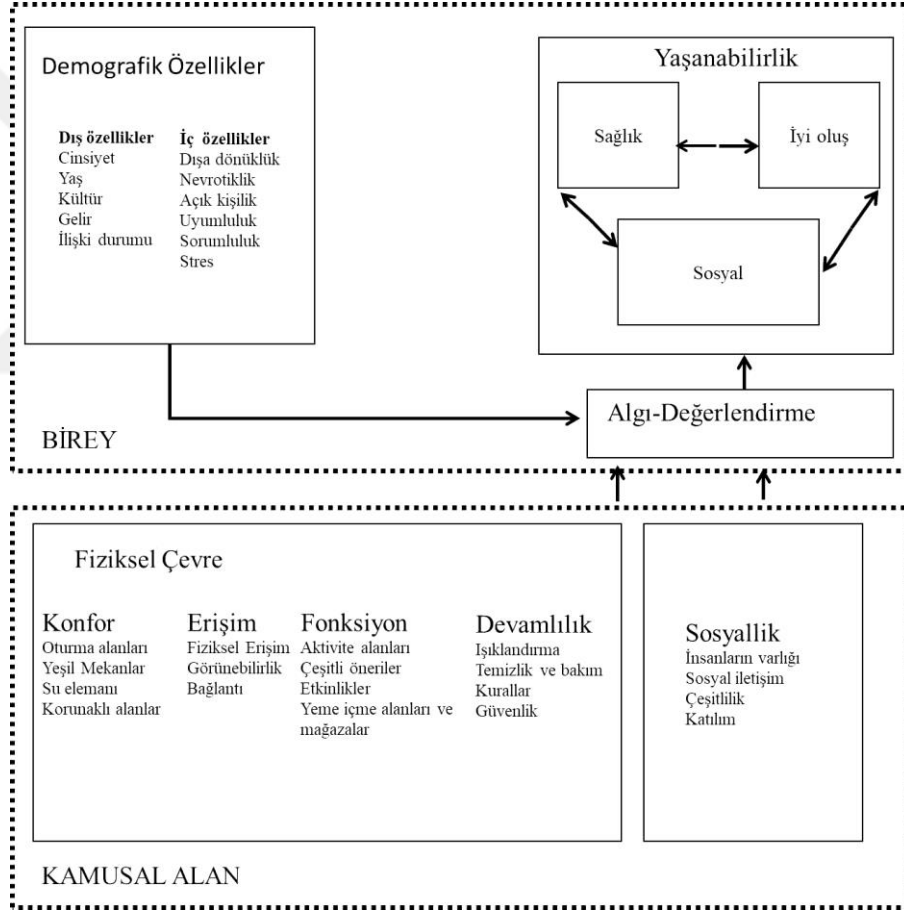 Demografik Özellikler
Dış özellikler
Cinsiyet
Yaş
Kültür
Gelir
İlişki durumu
İç özellikler
Dışa dönüklük
Nevrotiklik
Açık kişilik
Uyumluluk
Sorumluluk
Stres
Yaşanabilirlik
Sağlık
İyi oluş
Sosyal
Algı-Değerlendirme
BİREY
Fiziksel Çevre
Konfor
Oturma alanları
Yeşil Mekanlar
Su elemanı
Korunaklı alanlar
Erişim
Fiziksel Erişim
Görünebilirlik
Bağlantı
Fonksiyon
Aktivite alanları
Çeşitli öneriler
Etkinlikler
Yeme içme alanları ve
mağazalar
Devamlılık
Işıklandırma
Temizlik ve bakım
Kurallar
Güvenlik
Sosyallik
İnsanların varlığı
Sosyal iletişim
Çeşitlilik
Katılım
KAMUSAL ALAN